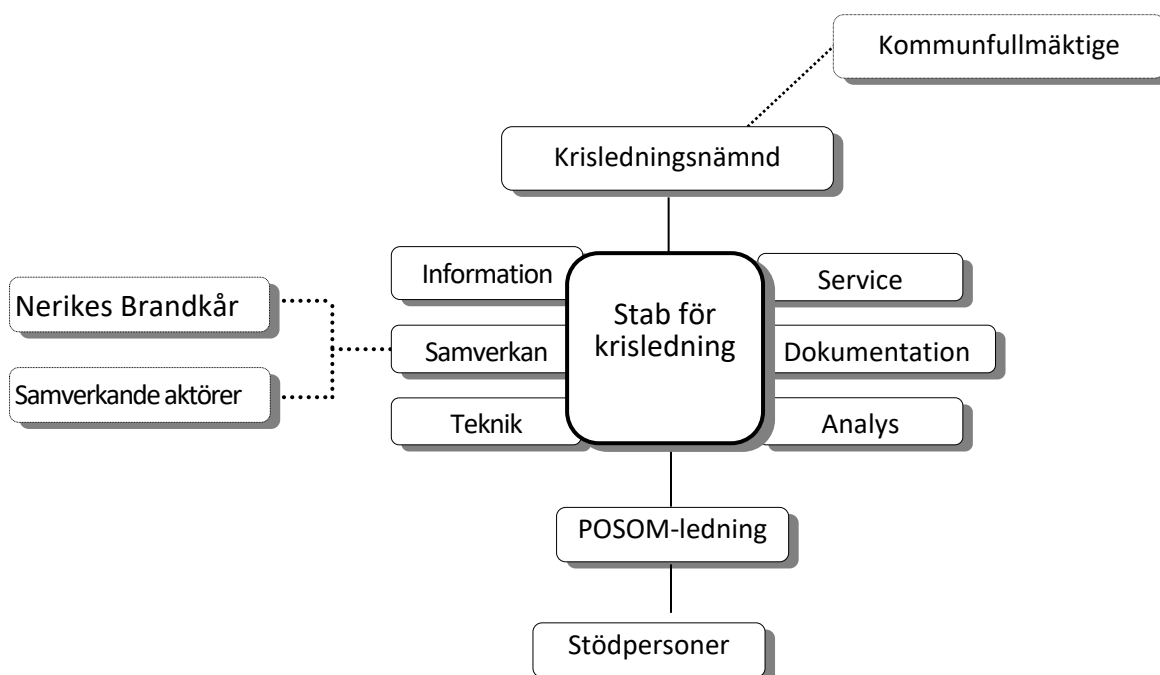 Kommunfullmäktige
Krisledningsnämnd
Information
Service
Nerikes Brandkår
Stab för
krisledning
Samverkan
Dokumentation
Samverkande aktörer
Teknik
Analys
POSOM-ledning
Stödpersoner